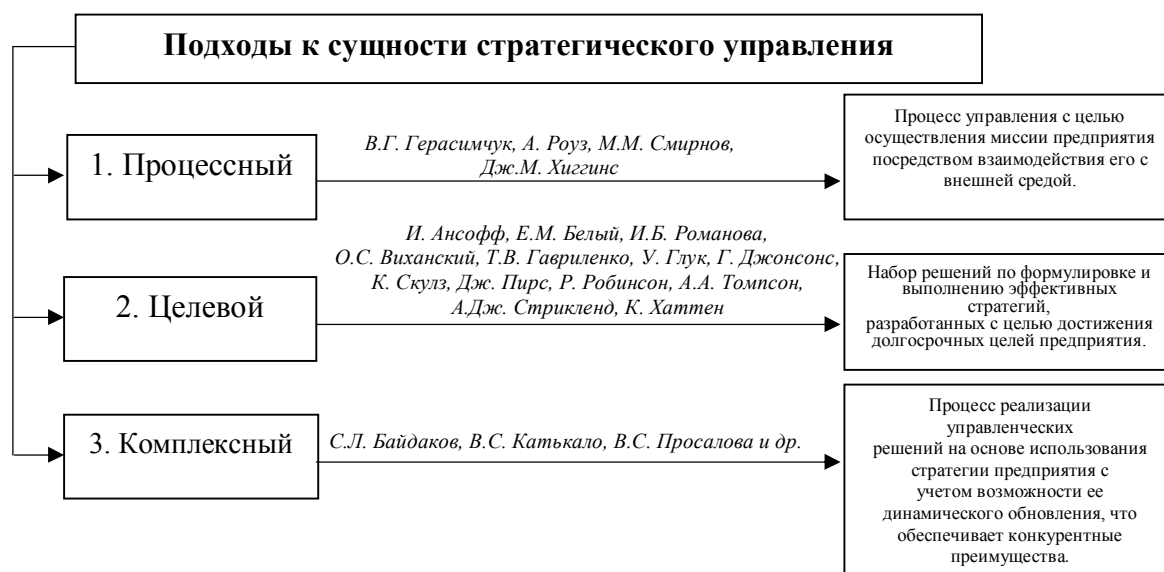 Подходы к сущности стратегического управления
1. Процессный
В.Г. Герасимчук, А. Роуз, М.М. Смирнов,
Дж.М. Хиггинс
Процесс управления с целью
осуществления миссии предприятия
посредством взаимодействия его с
внешней средой.
2. Целевой
И. Ансофф, Е.М. Белый, И.Б. Романова,
О.С. Виханский, Т.В. Гавриленко, У. Глук, Г. Джонсонс,
К. Скулз, Дж. Пирс, Р. Робинсон, А.А. Томпсон,
А.Дж. Стрикленд, К. Хаттен
Набор решений по формулировке и
выполнению эффективных
стратегий,
разработанных с целью достижения
долгосрочных целей предприятия.
3. Комплексный
С.Л. Байдаков, В.С. Катькало, В.С. Просалова и др.
Процесс реализации
управленческих
решений на основе использования
стратегии предприятия с
учетом возможности ее
динамического обновления, что
обеспечивает конкурентные
преимущества.